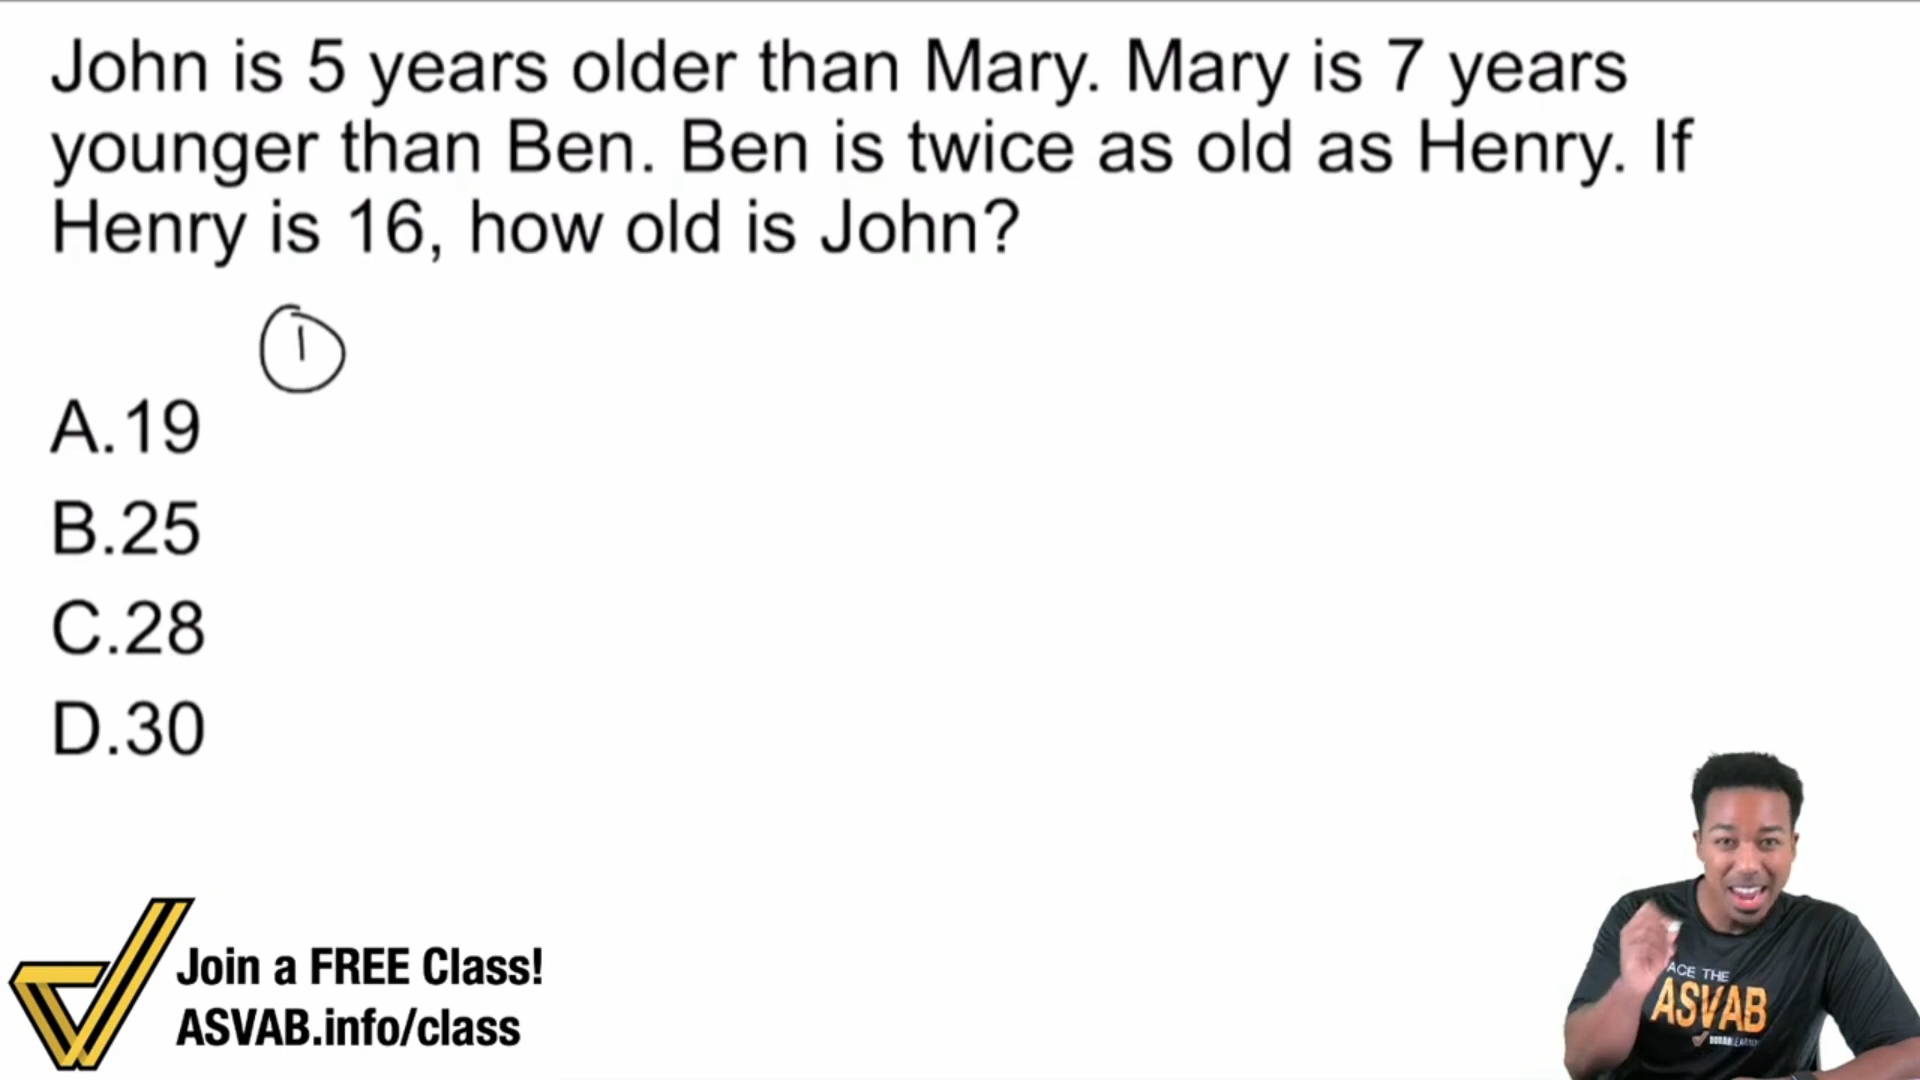 John is 5 years older than Mary. Mary is 7 years
younger than Ben. Ben is twice as old as Henry. If
Henry is 16, how old is John?
1
A.19
B.25
C.28
D.30
Join a FREE Class!
ASVAB.info/class
ACE THE
ASVAB